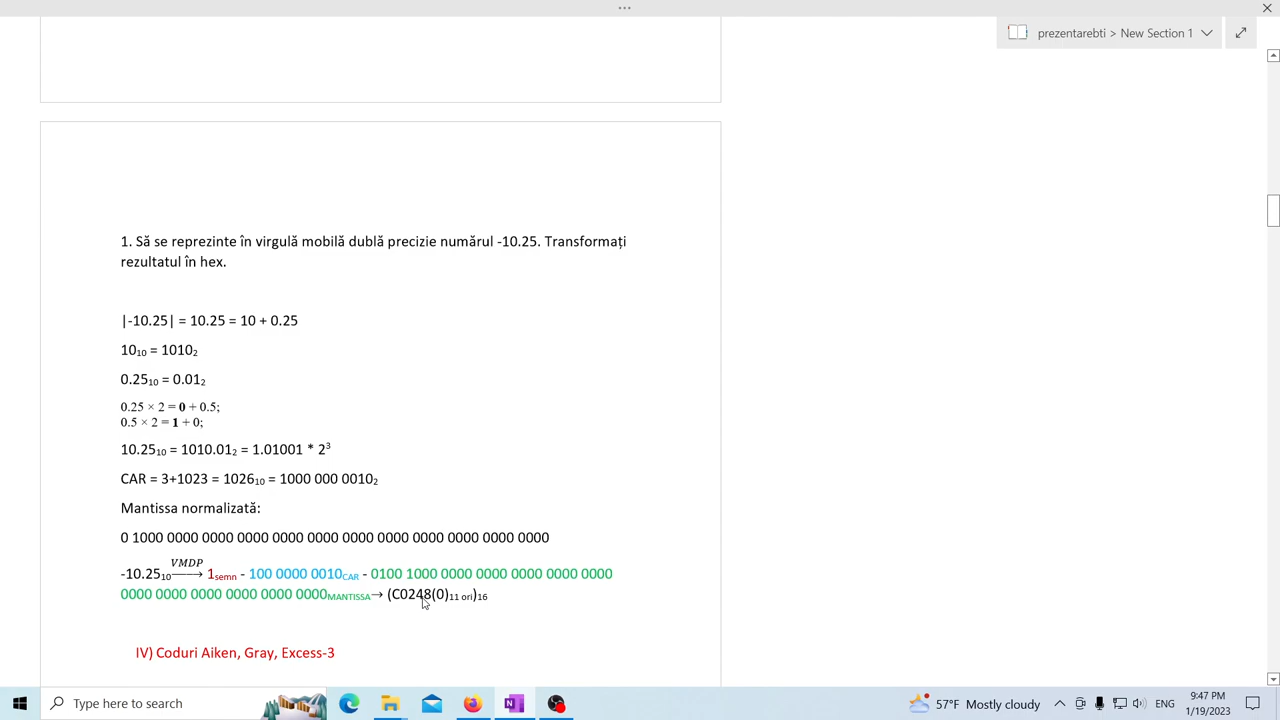 prezentarebti > New Section 1
1. Să se reprezinte în virgulă mobilă dublă precizie numărul -10.25. Transformați
rezultatul în hex.
|-10.25| = 10.25 = 10 + 0.25
10₁₀ = 1010₂
0.25₁₀ = 0.01₂
0.25 × 2 = 0 + 0.5;
0.5 × 2 = 1 + 0;
10.25₁₀ = 1010.01₂ = 1.01001 * 2³
CAR = 3+1023 = 1026₁₀ = 1000 000 0010₂
Mantissa normalizată:
0 1000 0000 0000 0000 0000 0000 0000 0000 0000 0000 0000 0000
-10.25₁₀ VMDP→ 1semn - 100 0000 0010CAR - 0100 1000 0000 0000 0000 0000 0000
0000 0000 0000 0000 0000 0000MANTISSA→ (C0248(0)₁₁ ori)₁₆
IV) Coduri Aiken, Gray, Excess-3
Type here to search
57°F Mostly cloudy
ENG
9:47 PM
1/19/2023